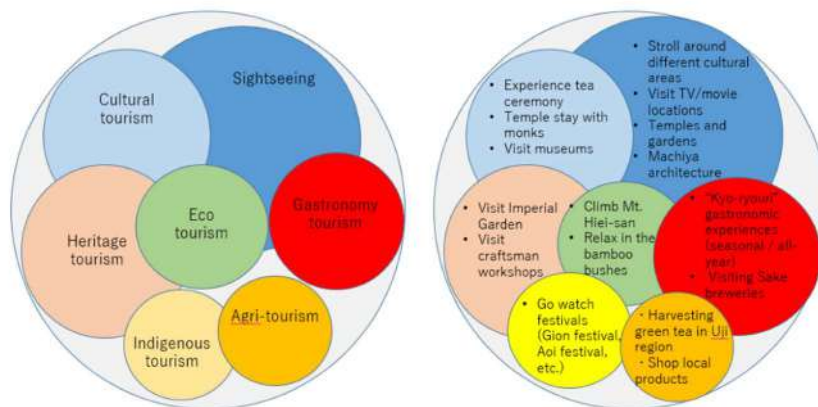 Sightseeing
Cultural
tourism
Eco
tourism
Gastronomy
tourism
Heritage
tourism
Agri-tourism
Indigenous
tourism
• Stroll around
different cultural
areas
• Visit TV/movie
locations
• Temples and
gardens
• Machiya
architecture
• Experience tea
ceremony
• Temple stay with
monks
• Visit museums
• Visit Imperial
Garden
• Visit
craftsman
workshops
• Climb Mt.
Hiei-san
• Relax in the
bamboo
bushes
• "Kyo-ryouri"
gastronomic
experiences
(seasonal / all-
year)
• Visiting Sake
breweries
• Go watch
festivals
(Gion festival,
Aoi festival,
etc.)
・Harvesting
green tea in Uji
region
・Shop local
products